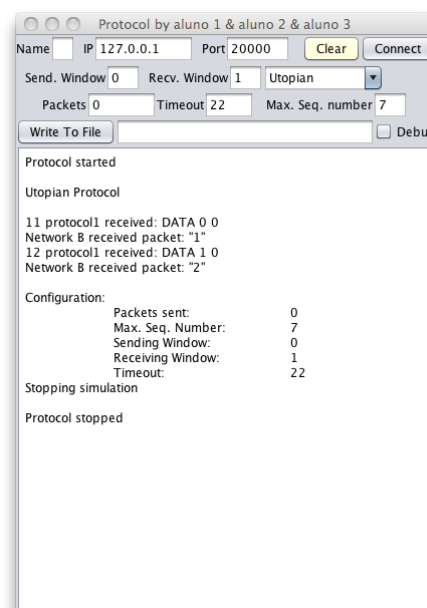 Protocol by aluno 1 & aluno 2 & aluno 3
Name IP 127.0.0.1 Port 20000 Clear Connect
Send. Window 0 Recv. Window 1 Utopian
Packets 0 Timeout 22 Max. Seq. number 7
Write To File Debu
Protocol started
Utopian Protocol
11 protocol1 received: DATA 0 0
Network B received packet: "1"
12 protocol1 received: DATA 1 0
Network B received packet: "2"
Configuration:
Packets sent: 0
Max. Seq. Number: 7
Sending Window: 0
Receiving Window: 1
Timeout: 22
Stopping simulation
Protocol stopped